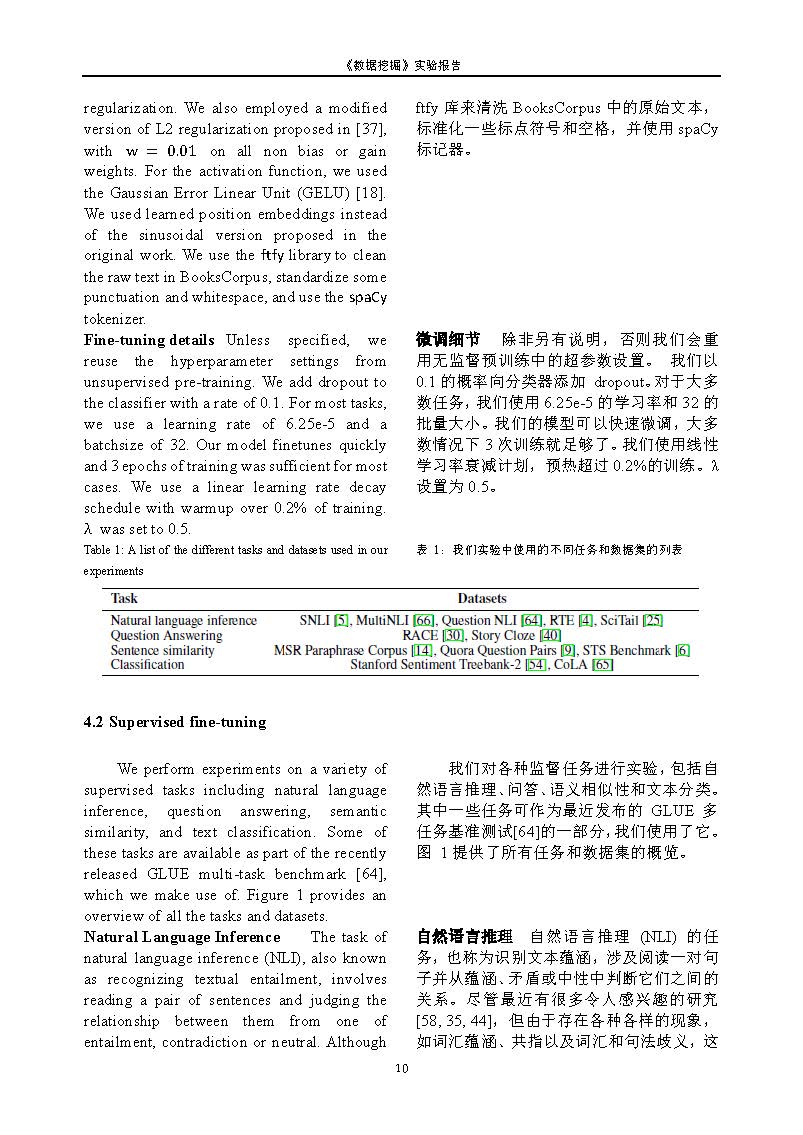 《数据挖掘》实验报告
regularization. We also employed a modified
version of L2 regularization proposed in [37],
with w = 0.01 on all non bias or gain
weights. For the activation function, we used
the Gaussian Error Linear Unit (GELU) [18].
We used learned position embeddings instead
of the sinusoidal version proposed in the
original work. We use the ftfy library to clean
the raw text in BooksCorpus, standardize some
punctuation and whitespace, and use the spaCy
tokenizer.
ftfy 库来清洗 BooksCorpus 中的原始文本，
标准化一些标点符号和空格，并使用 spaCy
标记器。
Fine-tuning details Unless specified, we
reuse the hyperparameter settings from
unsupervised pre-training. We add dropout to
the classifier with a rate of 0.1. For most tasks,
we use a learning rate of 6.25e-5 and a
batchsize of 32. Our model finetunes quickly
and 3 epochs of training was sufficient for most
cases. We use a linear learning rate decay
schedule with warmup over 0.2% of training.
λ was set to 0.5.
微调细节 除非另有说明，否则我们会重
用无监督预训练中的超参数设置。 我们以
0.1 的概率向分类器添加 dropout。对于大多
数任务，我们使用 6.25e-5 的学习率和 32 的
批量大小。我们的模型可以快速微调，大多
数情况下 3 次训练就足够了。我们使用线性
学习率衰减计划，预热超过 0.2%的训练。λ
设置为 0.5。
Table 1: A list of the different tasks and datasets used in our
experiments
表 1：我们实验中使用的不同任务和数据集的列表
Task Datasets
Natural language inference SNLI [5], MultiNLI [66], Question NLI [64], RTE [4], SciTail [25]
Question Answering RACE [30], Story Cloze [40]
Sentence similarity MSR Paraphrase Corpus [14], Quora Question Pairs [9], STS Benchmark [6]
Classification Stanford Sentiment Treebank-2 [54], CoLA [65]
4.2 Supervised fine-tuning
We perform experiments on a variety of
supervised tasks including natural language
inference, question answering, semantic
similarity, and text classification. Some of
these tasks are available as part of the recently
released GLUE multi-task benchmark [64],
which we make use of. Figure 1 provides an
overview of all the tasks and datasets.
我们对各种监督任务进行实验，包括自
然语言推理、问答、语义相似性和文本分类。
其中一些任务可作为最近发布的 GLUE 多
任务基准测试[64]的一部分，我们使用了它。
图 1 提供了所有任务和数据集的概览。
Natural Language Inference The task of
natural language inference (NLI), also known
as recognizing textual entailment, involves
reading a pair of sentences and judging the
relationship between them from one of
entailment, contradiction or neutral. Although
自然语言推理 自然语言推理 (NLI) 的任
务，也称为识别文本蕴涵，涉及阅读一对句
子并从蕴涵、矛盾或中性中判断它们之间的
关系。尽管最近有很多令人感兴趣的研究
[58, 35, 44]，但由于存在各种各样的现象，
如词汇蕴涵、共指以及词汇和句法歧义，这
10